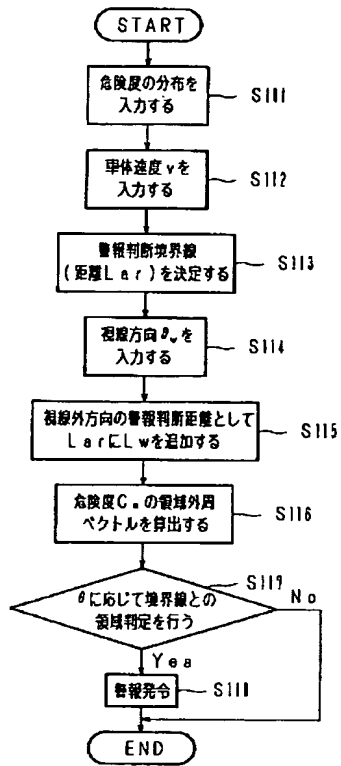 START
危険度の分布を
入力する
S111
車体速度vを
入力する
S112
警報判断境界線
(距離Lar)を決定する
S113
視線方向θwを
入力する
S114
視線外方向の警報判断距離として
LarにLwを追加する
S115
危険度Cnの領域外周
ベクトルを算出する
S116
θに応じて境界線との
領域判定を行う
S117
No
Yes
警報発令
S118
END